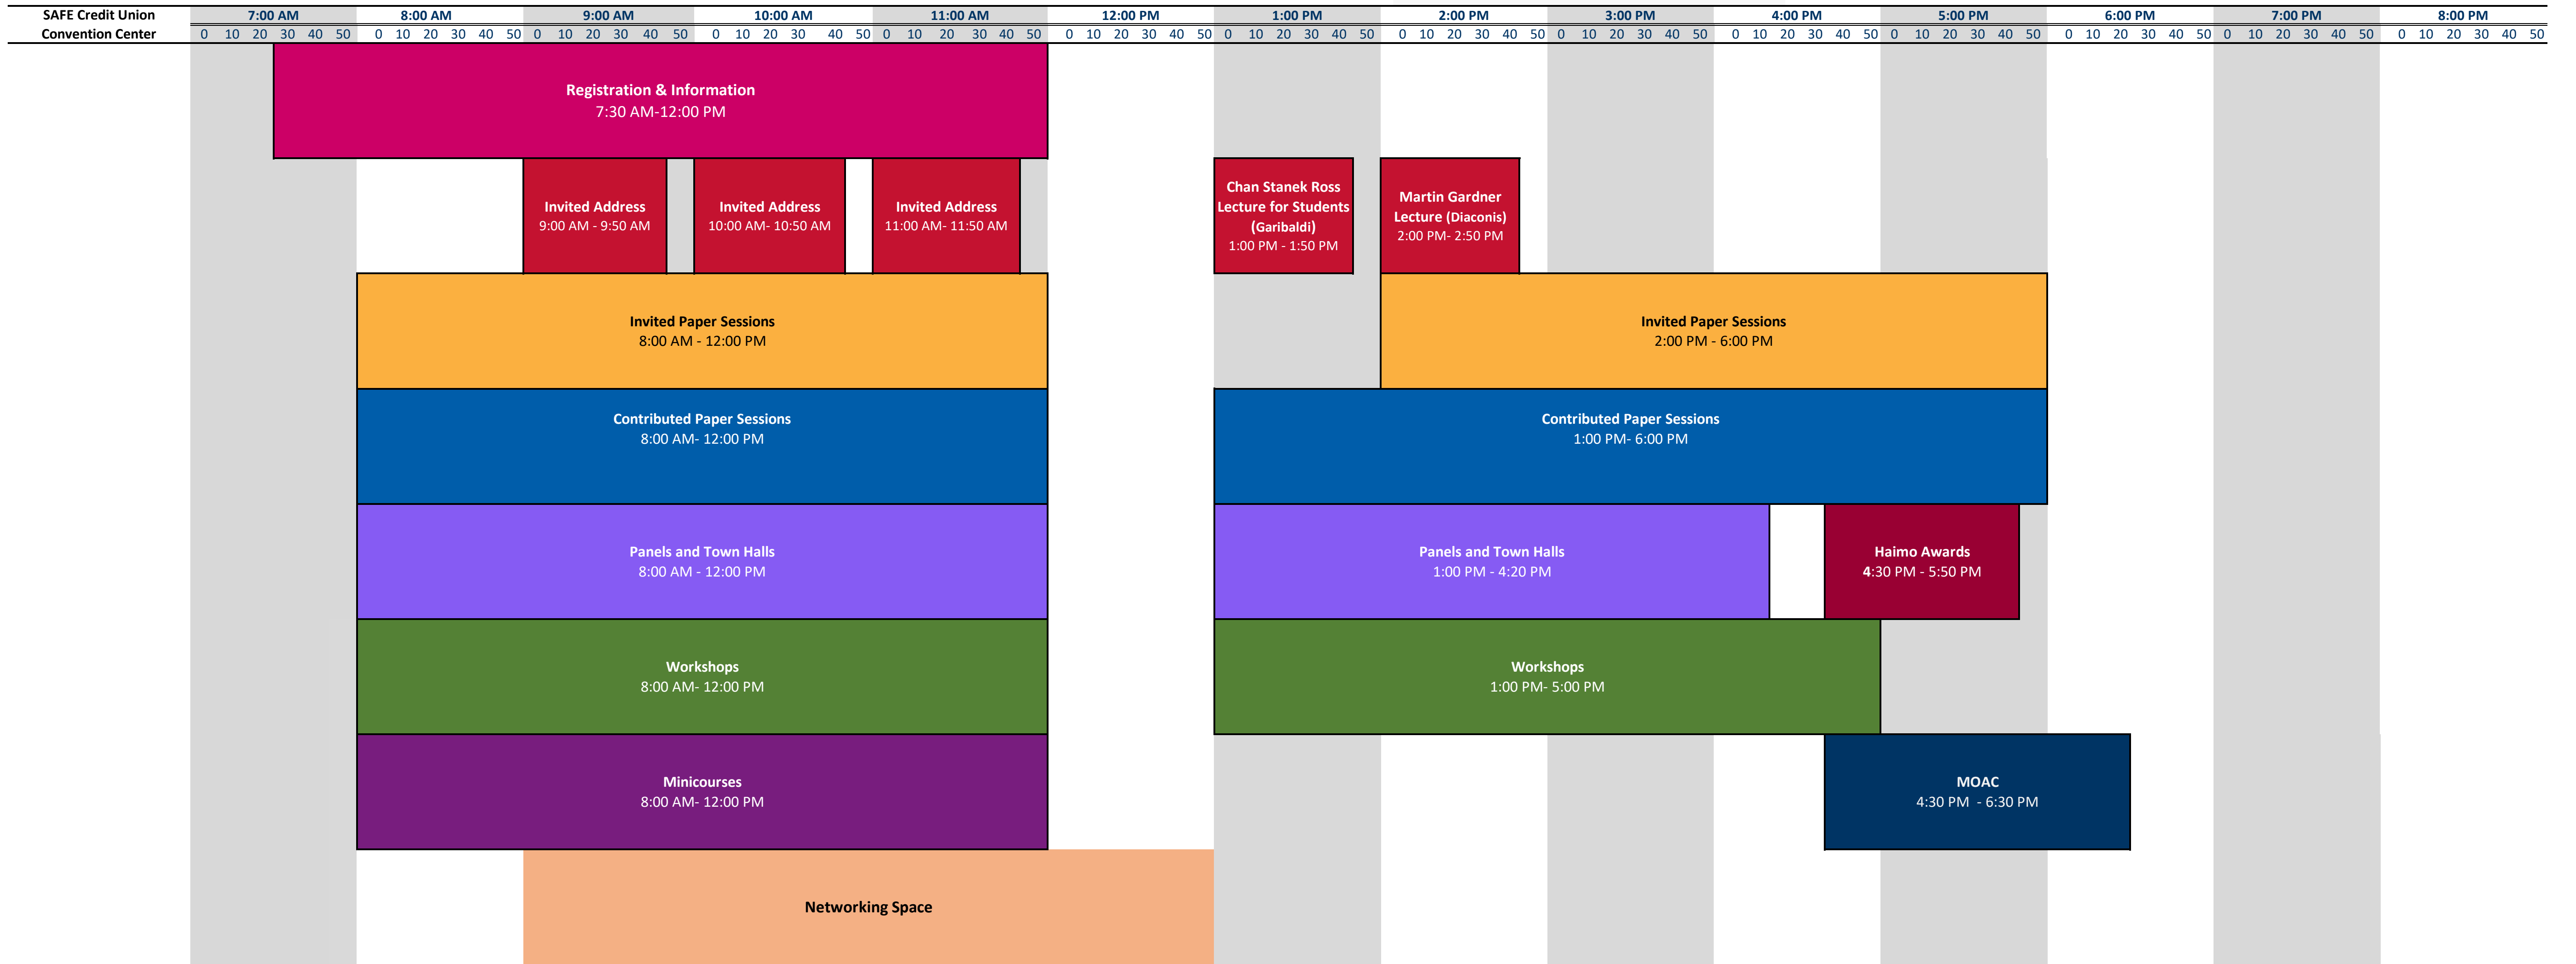 SAFE Credit Union 7:00 AM 8:00 AM 9:00 AM 10:00 AM 11:00 AM 12:00 PM 1:00 PM 2:00 PM 3:00 PM 4:00 PM 5:00 PM 6:00 PM 7:00 PM 8:00 PM
Convention Center 0 10 20 30 40 50 0 10 20 30 40 50 0 10 20 30 40 50 0 10 20 30 40 50 0 10 20 30 40 50 0 10 20 30 40 50 0 10 20 30 40 50 0 10 20 30 40 50 0 10 20 30 40 50 0 10 20 30 40 50 0 10 20 30 40 50 0 10 20 30 40 50 0 10 20 30 40 50 0 10 20 30 40 50
Registration & Information
7:30 AM-12:00 PM
Invited Address
9:00 AM - 9:50 AM
Invited Address
10:00 AM- 10:50 AM
Invited Address
11:00 AM- 11:50 AM
Chan Stanek Ross
Lecture for Students
(Garibaldi)
1:00 PM - 1:50 PM
Martin Gardner
Lecture (Diaconis)
2:00 PM- 2:50 PM
Invited Paper Sessions
8:00 AM - 12:00 PM
Invited Paper Sessions
2:00 PM - 6:00 PM
Contributed Paper Sessions
8:00 AM- 12:00 PM
Contributed Paper Sessions
1:00 PM- 6:00 PM
Panels and Town Halls
8:00 AM - 12:00 PM
Panels and Town Halls
1:00 PM - 4:20 PM
Haimo Awards
4:30 PM - 5:50 PM
Workshops
8:00 AM- 12:00 PM
Workshops
1:00 PM- 5:00 PM
Minicourses
8:00 AM- 12:00 PM
MOAC
4:30 PM  - 6:30 PM
Networking Space